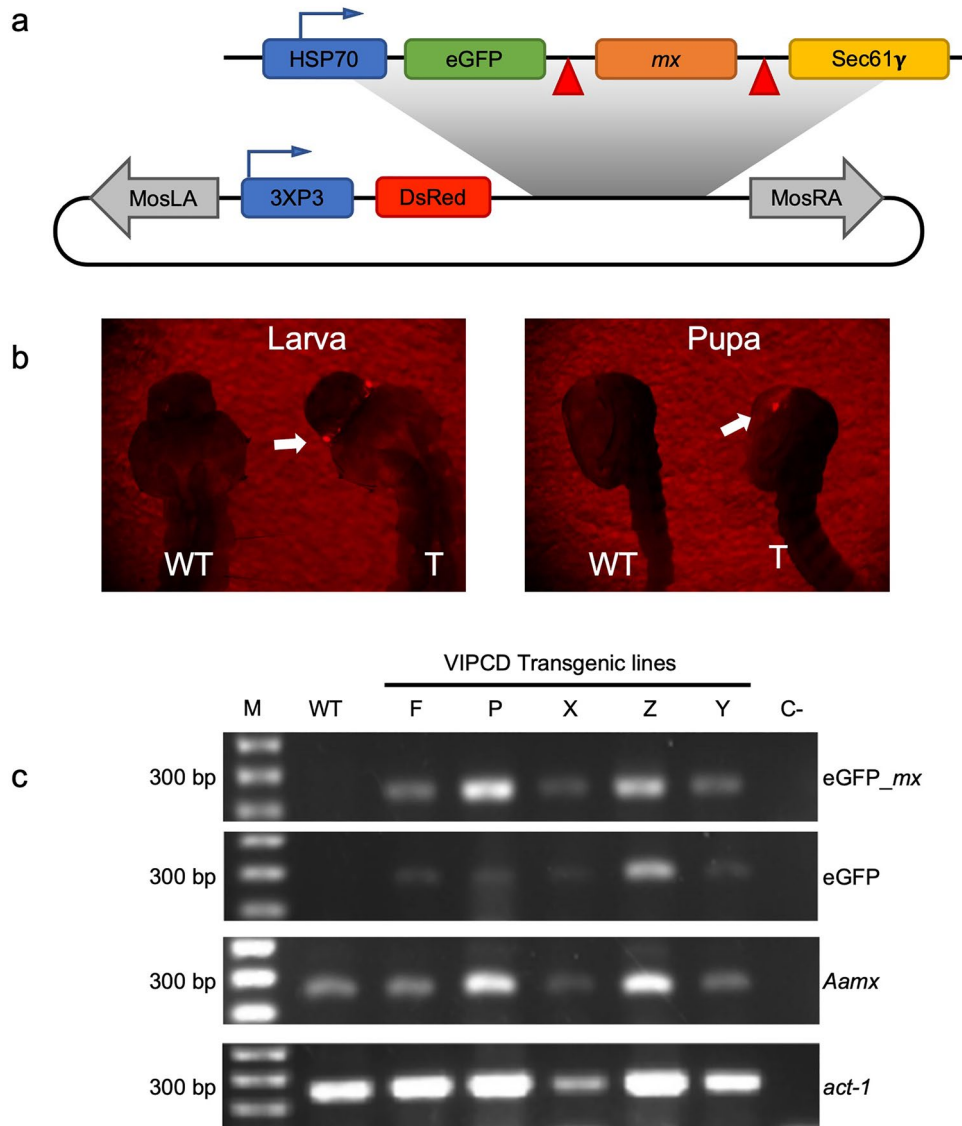 a
HSP70 eGFP mx Sec61γ
MosLA 3XP3 DsRed MosRA
b
Larva
WT T
Pupa
WT T
VIPCD Transgenic lines
M WT F P X Z Y C-
c
300 bp eGFP_mx
300 bp eGFP
300 bp Aamx
300 bp act-1